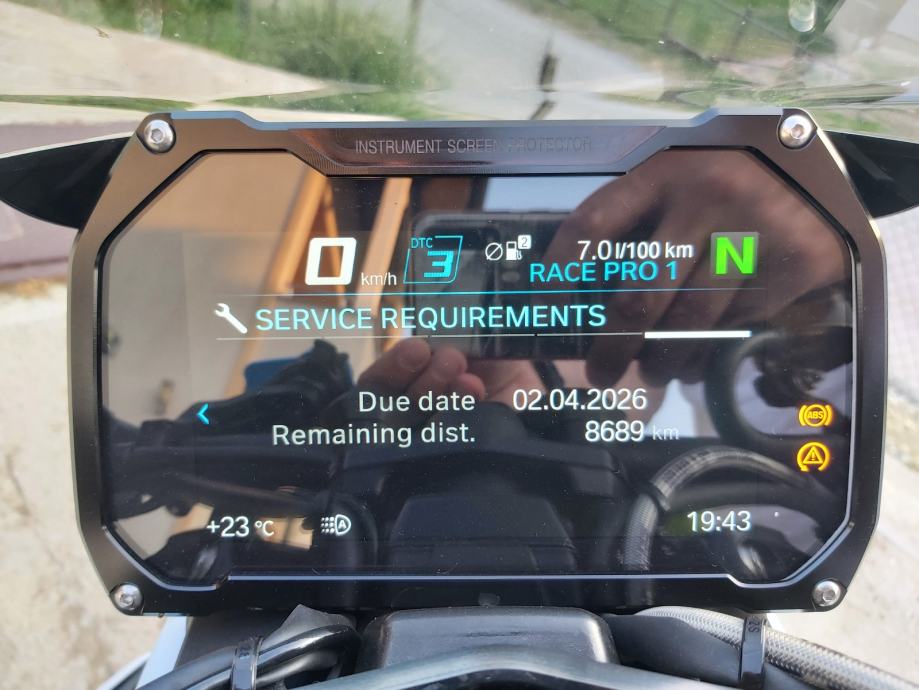 INSTRUMENT SCREEN PROTECTOR
0 km/h DTC 3 2 7.0 l/100 km N
RACE PRO 1
SERVICE REQUIREMENTS
Due date 02.04.2026
ABS
Remaining dist. 8689 km
+23 °C A 19:43